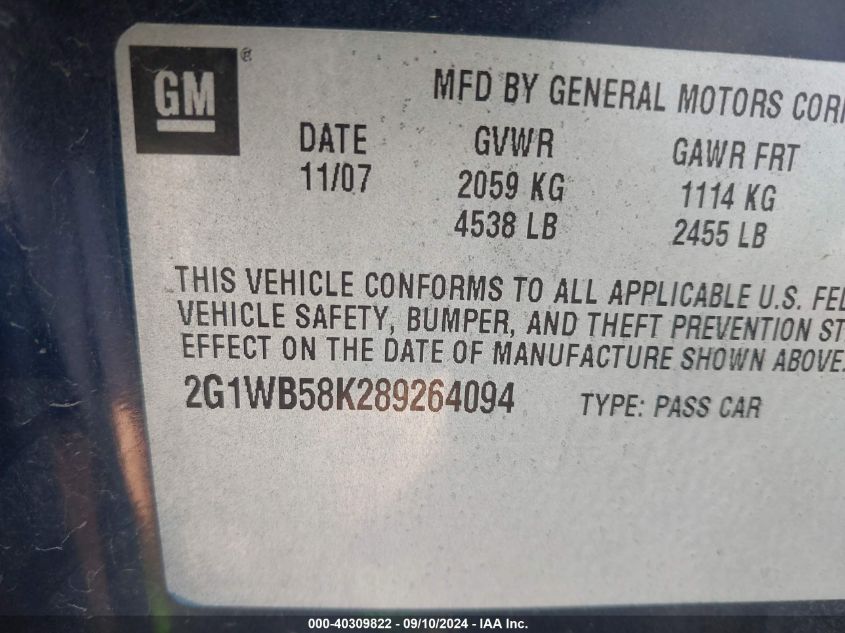 GM ®
MFD BY GENERAL MOTORS
DATE GVWR GAWR FRT
11/07 2059 KG 1114 KG
4538 LB 2455 LB
THIS VEHICLE CONFORMS TO ALL APPLICABLE U.S.
VEHICLE SAFETY, BUMPER, AND THEFT PREVENTION
EFFECT ON THE DATE OF MANUFACTURE SHOWN ABOVE.
2G1WB58K289264094 TYPE: PASS CAR
000-40309822 - 09/10/2024 - IAA Inc.